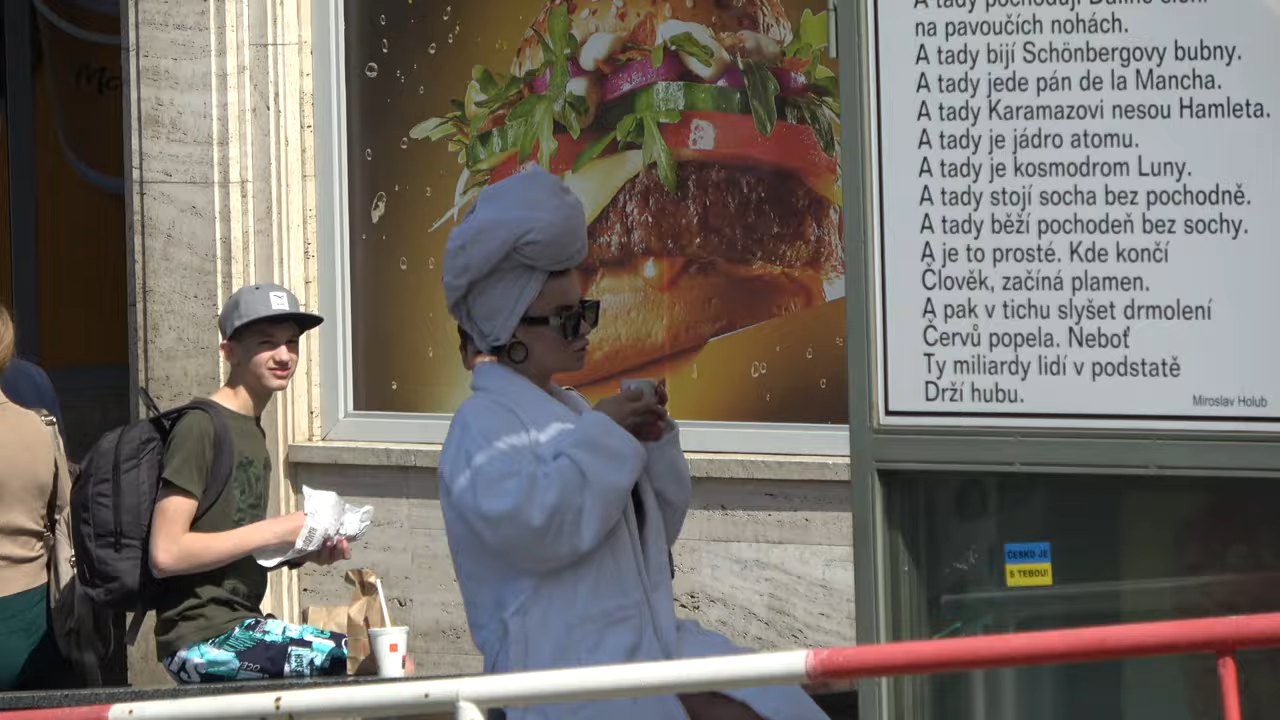 na pavoučích nohách.
A tady bijí Schönbergovy bubny.
A tady jede pán de la Mancha.
A tady Karamazovi nesou Hamleta.
A tady je jádro atomu.
A tady je kosmodrom Luny.
A tady stojí socha bez pochodně.
A tady běží pochodeň bez sochy.
A je to prosté. Kde končí
Člověk, začíná plamen.
A pak v tichu slyšet drmolení
Červů popela. Neboť
Ty miliardy lidí v podstatě
Drží hubu.
Miroslav Holub
ČESKO JE
S TEBOU!